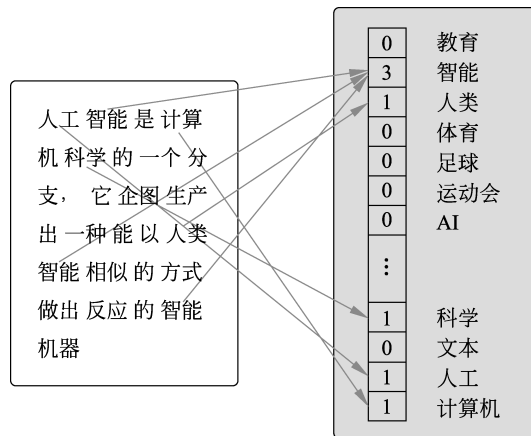 人工 智能 是 计算
机 科学 的 一个 分
支， 它 企图 生产
出 一种 能 以 人类
智能 相似 的 方式
做出 反应 的 智能
机器
0 教育
3 智能
1 人类
0 体育
0 足球
0 运动会
0 AI
⋮
1 科学
0 文本
1 人工
1 计算机